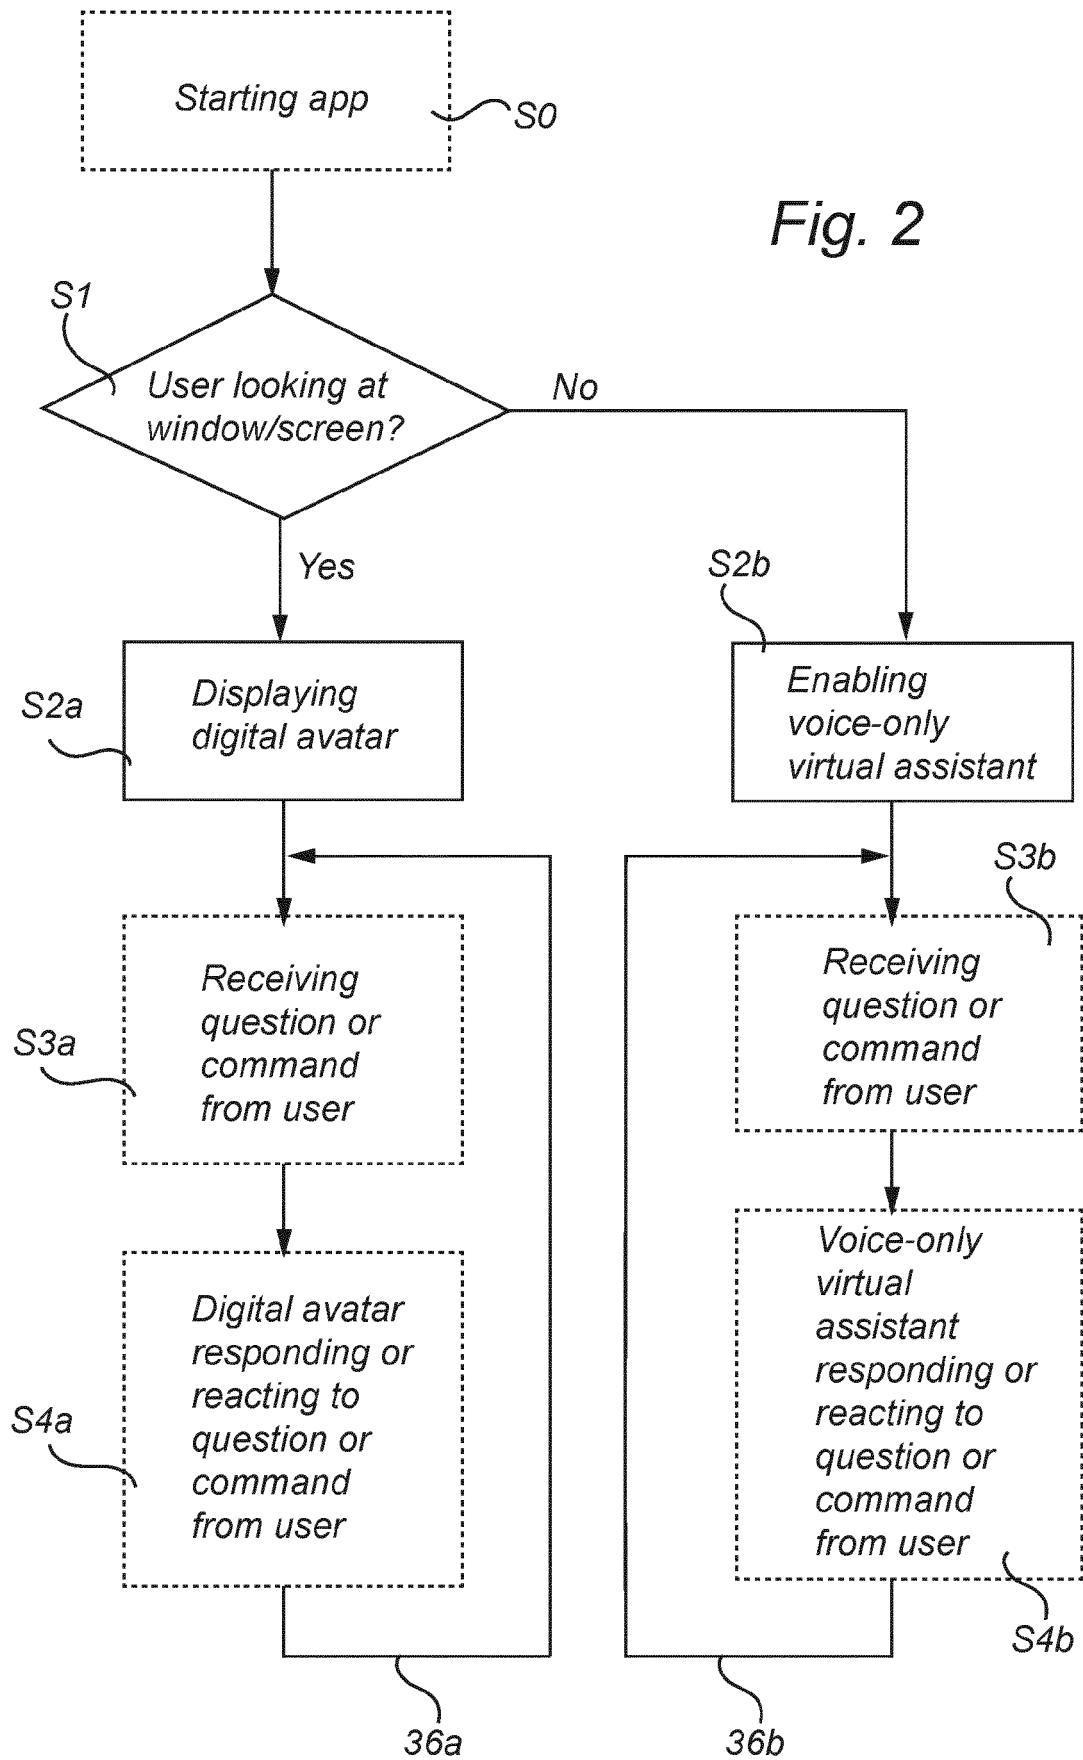 Starting app
S0
Fig. 2
S1
User looking at
window/screen?
No
Yes
S2a
Displaying
digital avatar
S2b
Enabling
voice-only
virtual assistant
S3a
Receiving
question or
command
from user
S3b
Receiving
question or
command
from user
S4a
Digital avatar
responding or
reacting to
question or
command
from user
Voice-only
virtual
assistant
responding or
reacting to
question or
command
from user
S4b
36a
36b